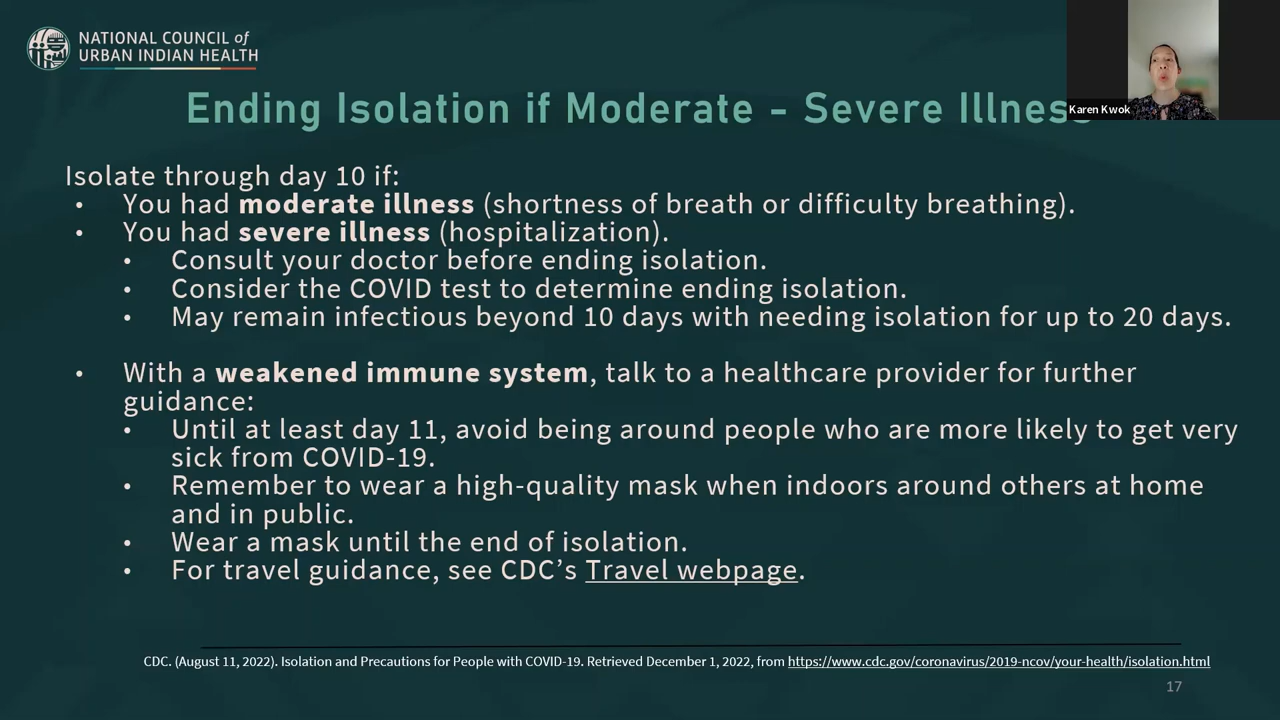 NATIONAL COUNCIL of
URBAN INDIAN HEALTH
Ending Isolation if Moderate - Severe Illness
Karen Kwok
Isolate through day 10 if:
• You had moderate illness (shortness of breath or difficulty breathing).
• You had severe illness (hospitalization).
• Consult your doctor before ending isolation.
• Consider the COVID test to determine ending isolation.
• May remain infectious beyond 10 days with needing isolation for up to 20 days.
• With a weakened immune system, talk to a healthcare provider for further
guidance:
• Until at least day 11, avoid being around people who are more likely to get very
sick from COVID-19.
• Remember to wear a high-quality mask when indoors around others at home
and in public.
• Wear a mask until the end of isolation.
• For travel guidance, see CDC’s Travel webpage.
CDC. (August 11, 2022). Isolation and Precautions for People with COVID-19. Retrieved December 1, 2022, from https://www.cdc.gov/coronavirus/2019-ncov/your-health/isolation.html
17